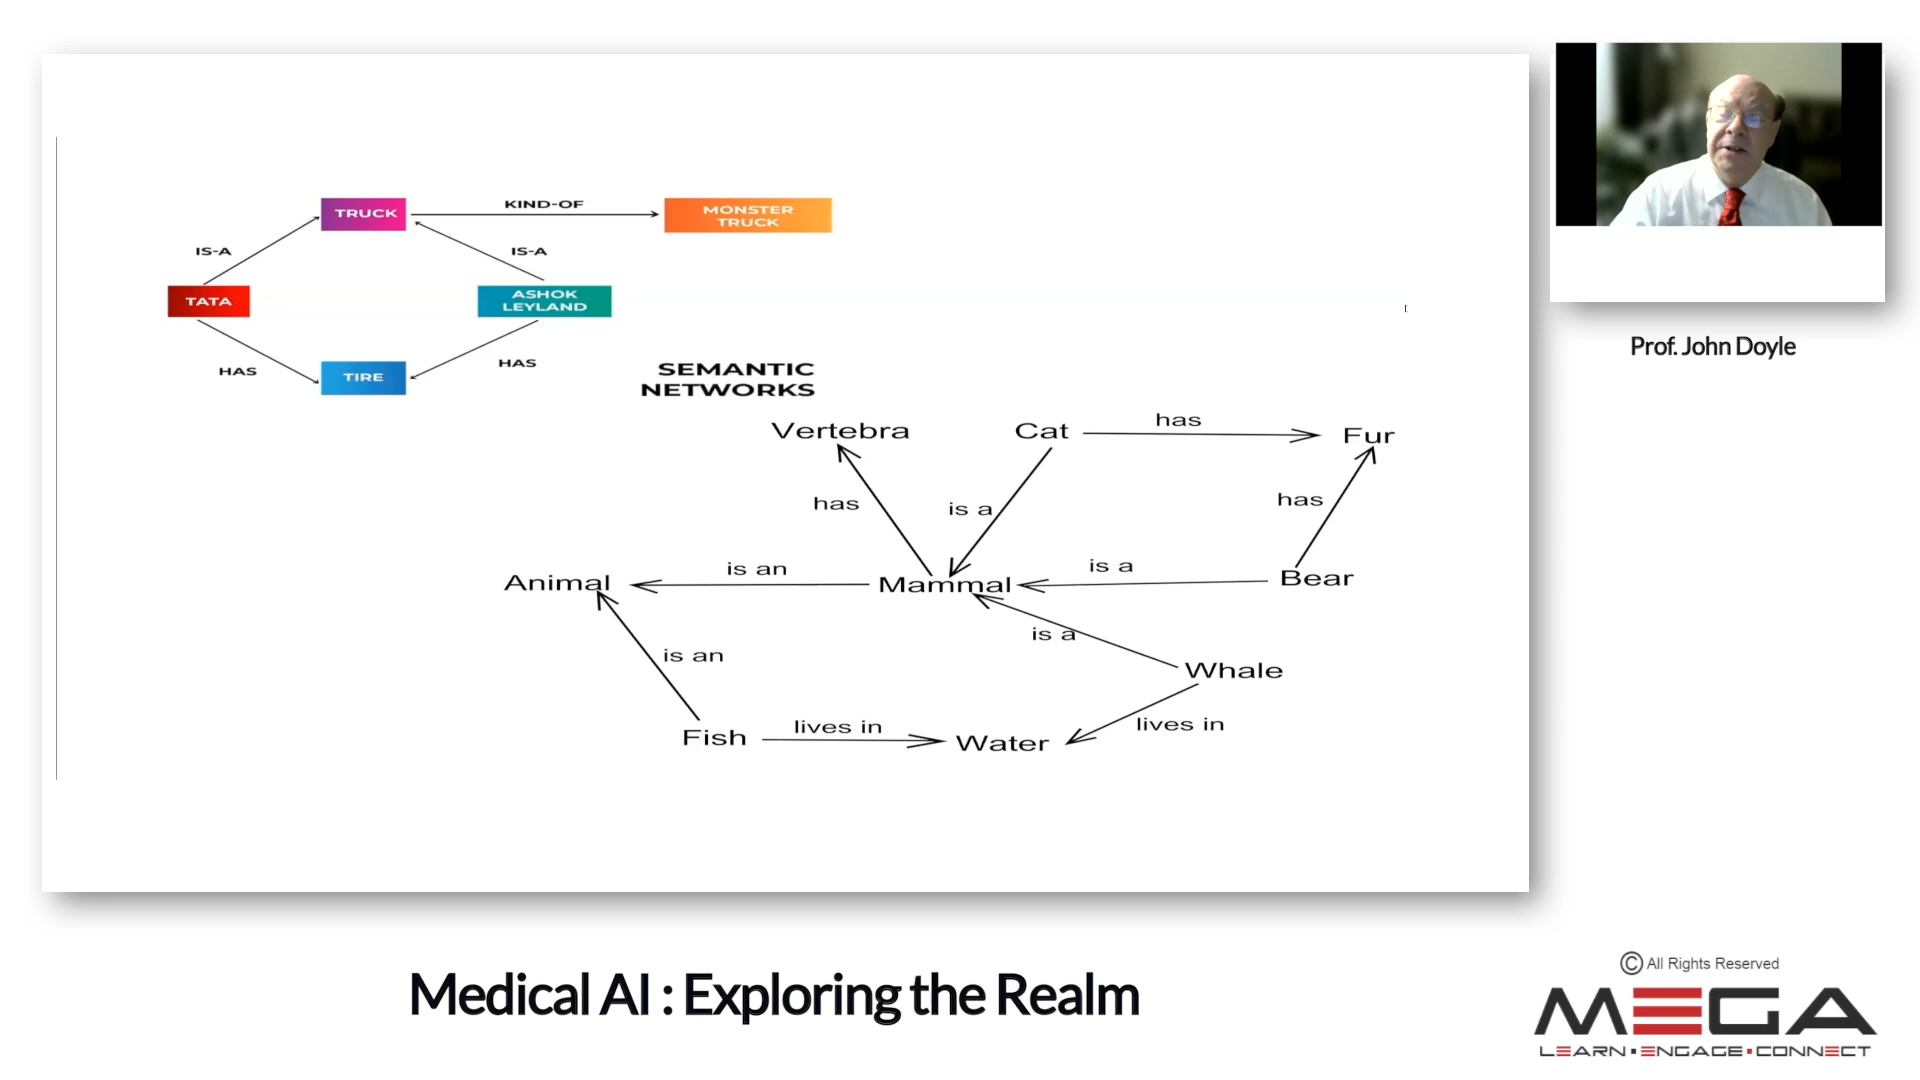 KIND-OF
TRUCK
MONSTER
TRUCK
IS-A
IS-A
TATA
ASHOK
LEYLAND
HAS
HAS
TIRE
SEMANTIC
NETWORKS
Vertebra
Cat
has
Fur
has
is a
has
Animal
is an
Mammal
is a
Bear
is an
is a
Whale
Fish
lives in
Water
lives in
Prof. John Doyle
Medical AI : Exploring the Realm
© All Rights Reserved
MEGA
LEARN▪ENGAGE▪CONNECT